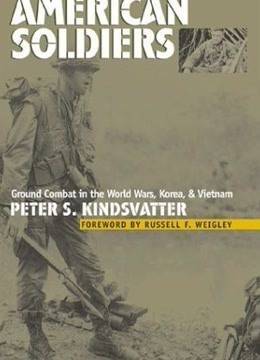 AMERICAN
SOLDIERS
Ground Combat in the World Wars, Korea, & Vietnam
PETER S. KINDSVATTER
FOREWORD BY RUSSELL F. WEIGLEY